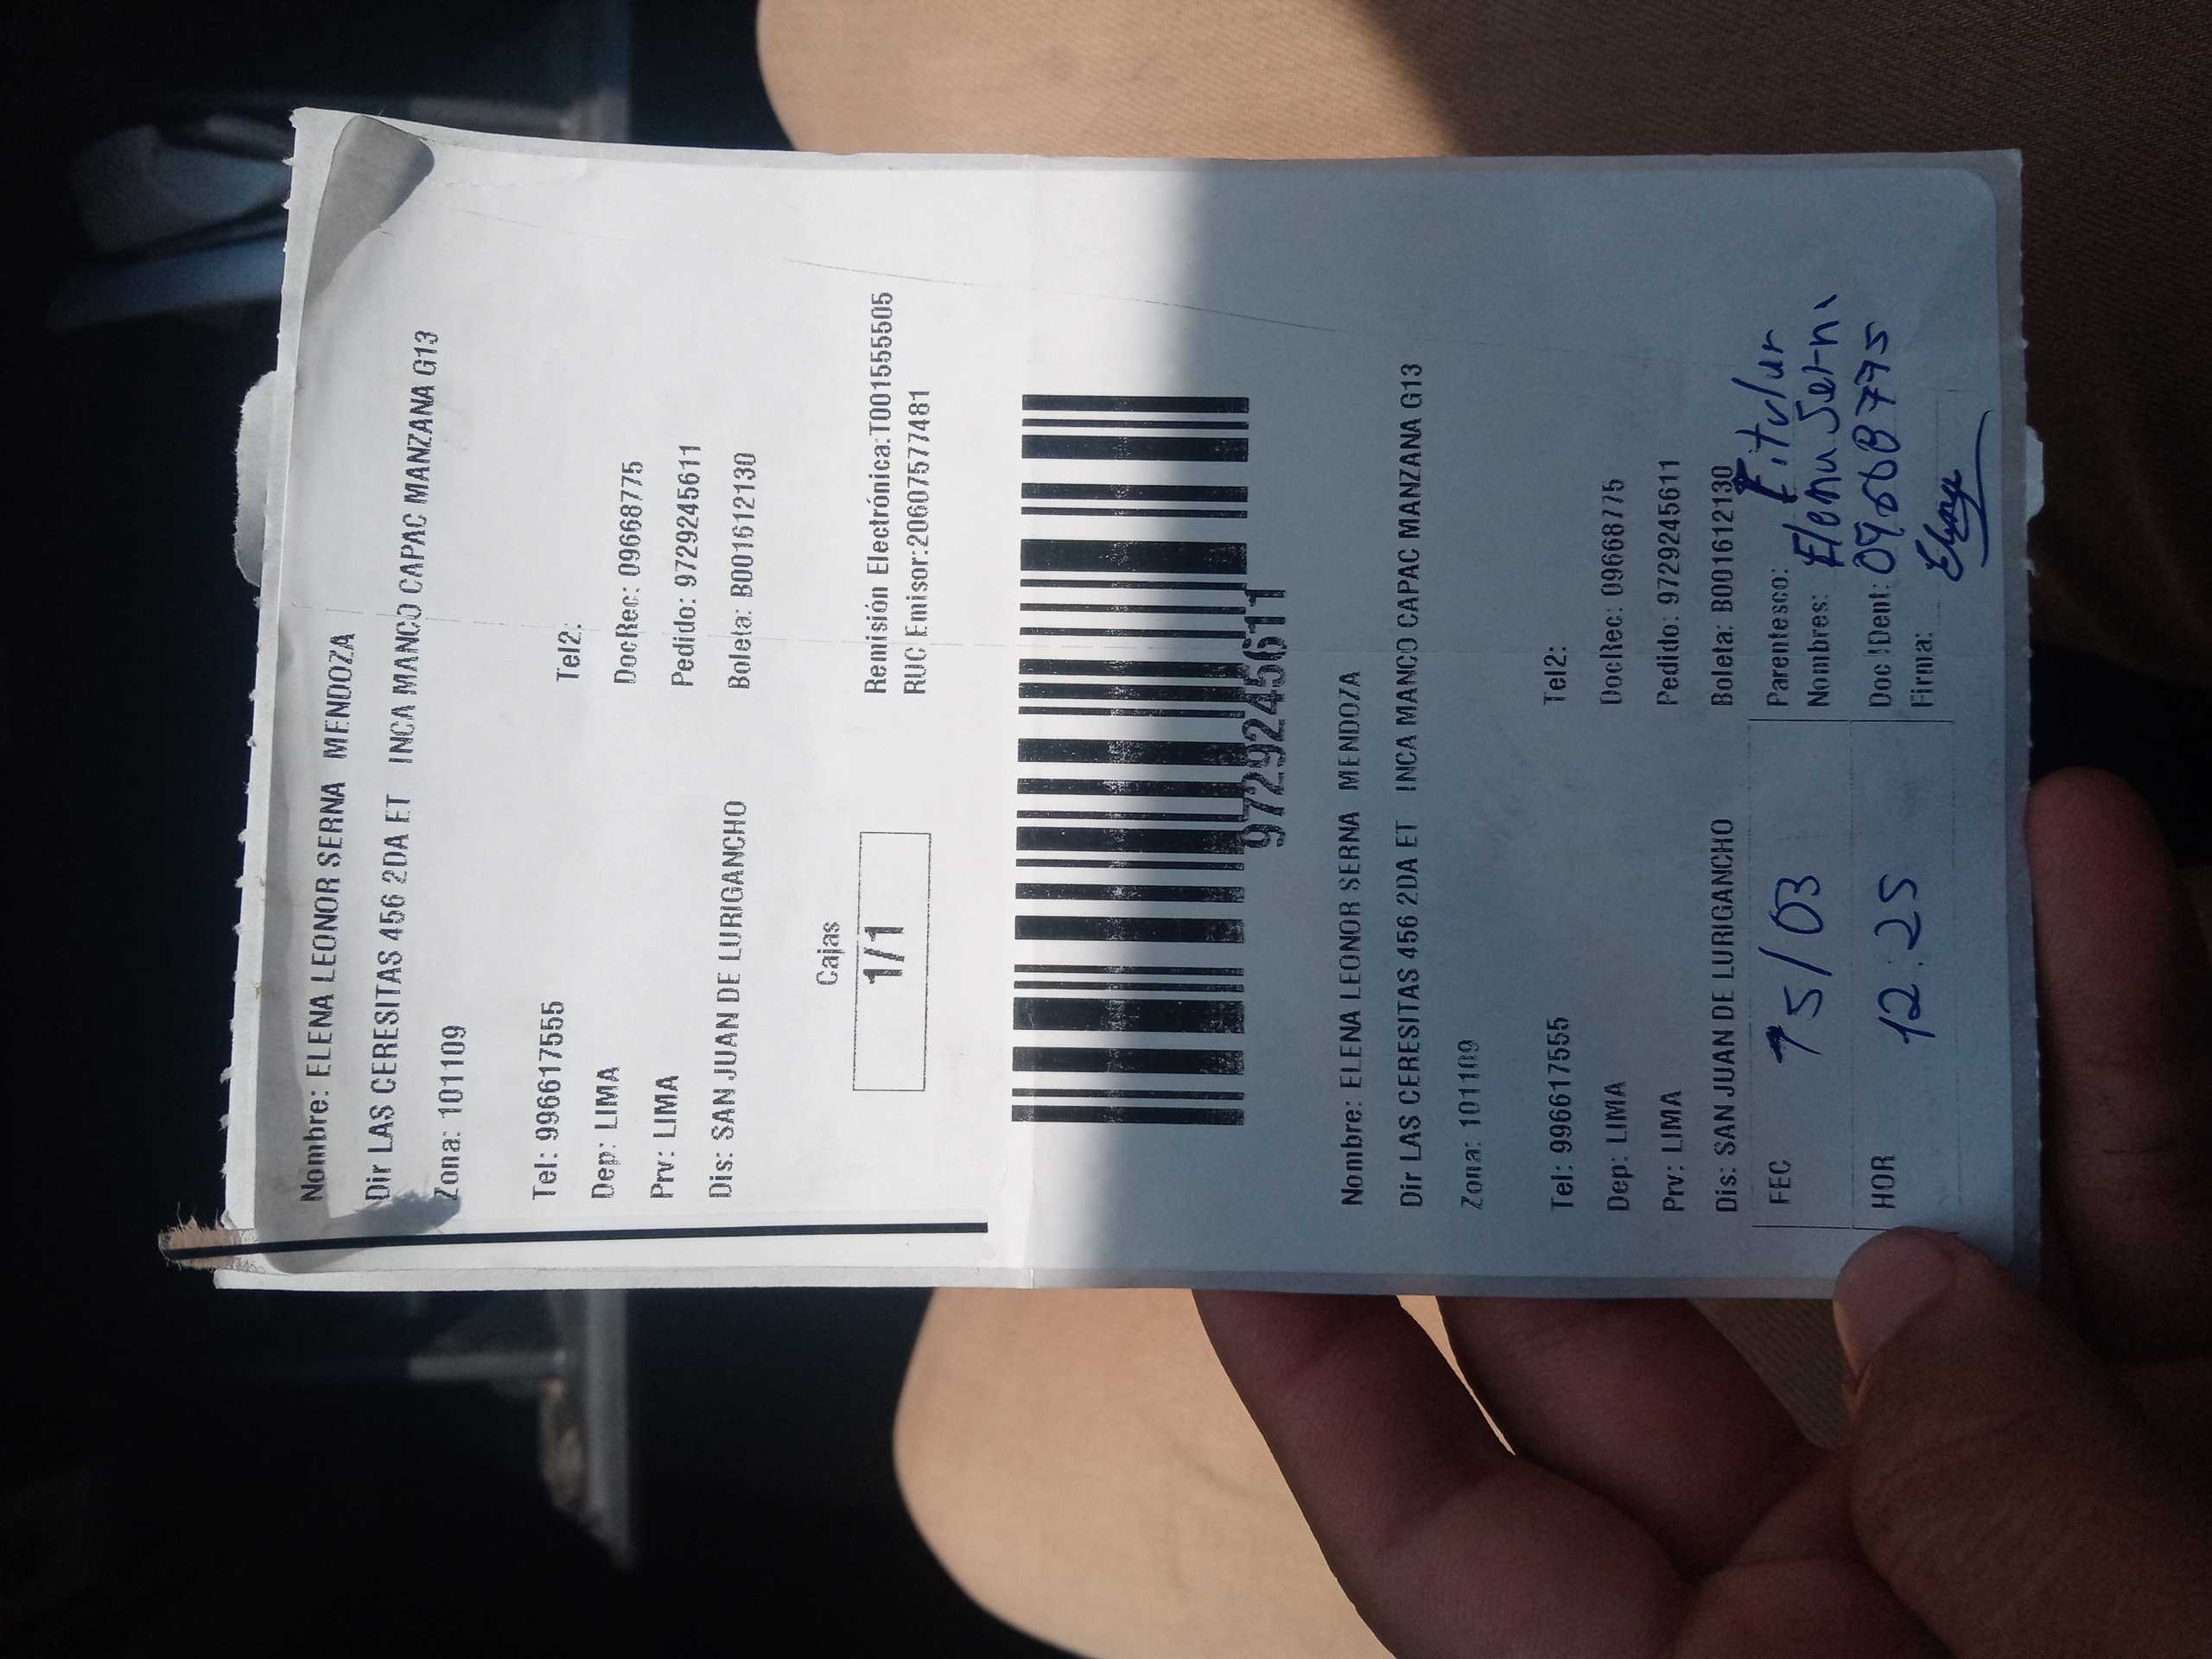 Nombre: ELENA LEONOR SERNA MENDOZA
Dir LAS CERESITAS 456 2DA ET INCA MANCO CAPAC MANZANA G13
Zona: 101109
Tel: 996617555 Tel2:
Dep: LIMA DocRec: 09668775
Prv: LIMA Pedido: 9729245611
Dis: SAN JUAN DE LURIGANCHO Boleta: B001612130
Cajas
1/1
Remisión Electrónica:T001555505
RUC Emisor:20607577481
9729245611
Nombre: ELENA LEONOR SERNA MENDOZA
Dir LAS CERESITAS 456 2DA ET INCA MANCO CAPAC MANZANA G13
Zona: 101109
Tel: 996617555 Tel2:
Dep: LIMA DocRec: 09668775
Prv: LIMA Pedido: 9729245611
Dis: SAN JUAN DE LURIGANCHO Boleta: B001612130
FEC 15/03
Parentesco:
Nombres: Elena Serna
HOR 12:25
Doc IDent: 09668775
Firma: